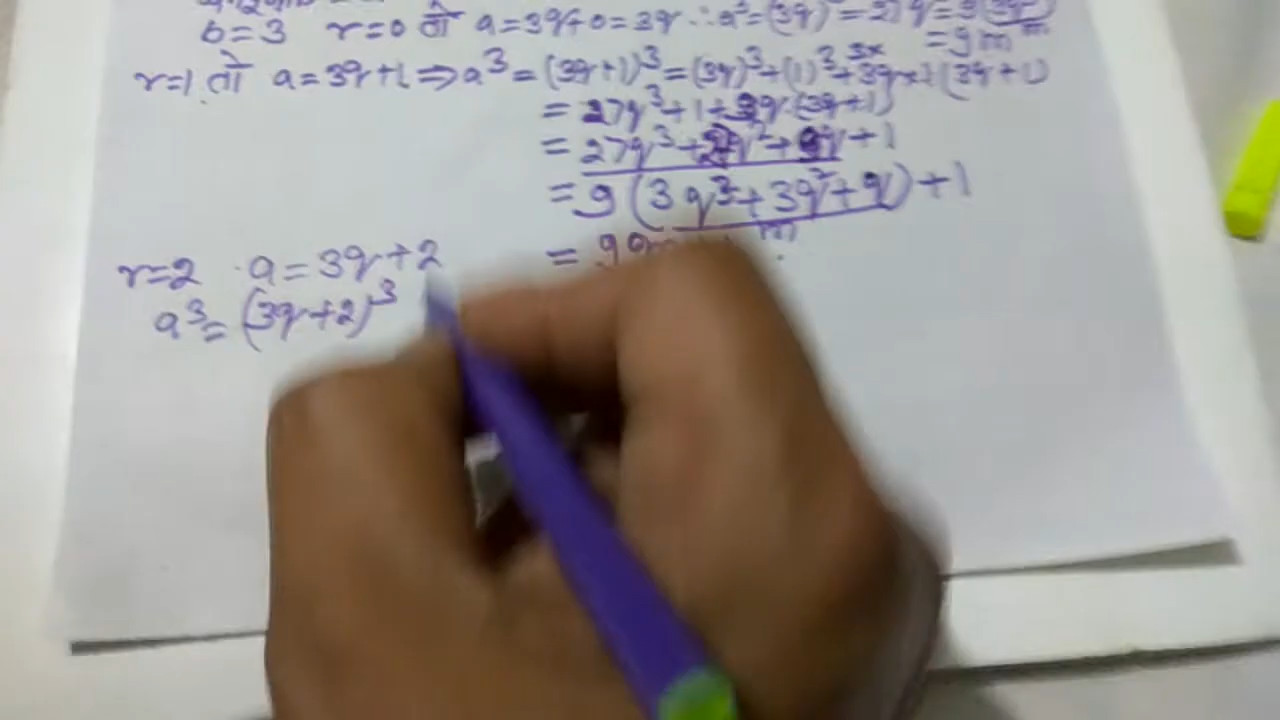 b=3 r=0 तो a=3q+0=3q ∴a³=(3q)³=27q³=9(3q³)
=9m
r=1 तो a=3q+1⇒a³=(3q+1)³=(3q)³+(1)³+3×3q×1(3q+1)
=27q³+1+9q(3q+1)
=27q³+27q²+9q+1
=9(3q³+3q²+q)+1
m
r=2 a=3q+2
a³=(3q+2)³